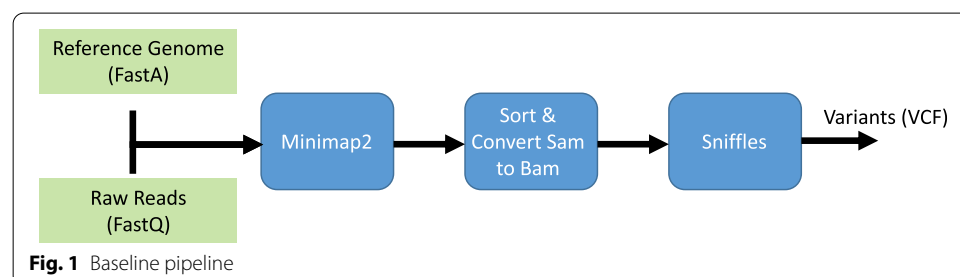 Reference Genome
(FastA)
Raw Reads
(FastQ)
Minimap2
Sort &
Convert Sam
to Bam
Sniffles
Variants (VCF)
Fig. 1 Baseline pipeline